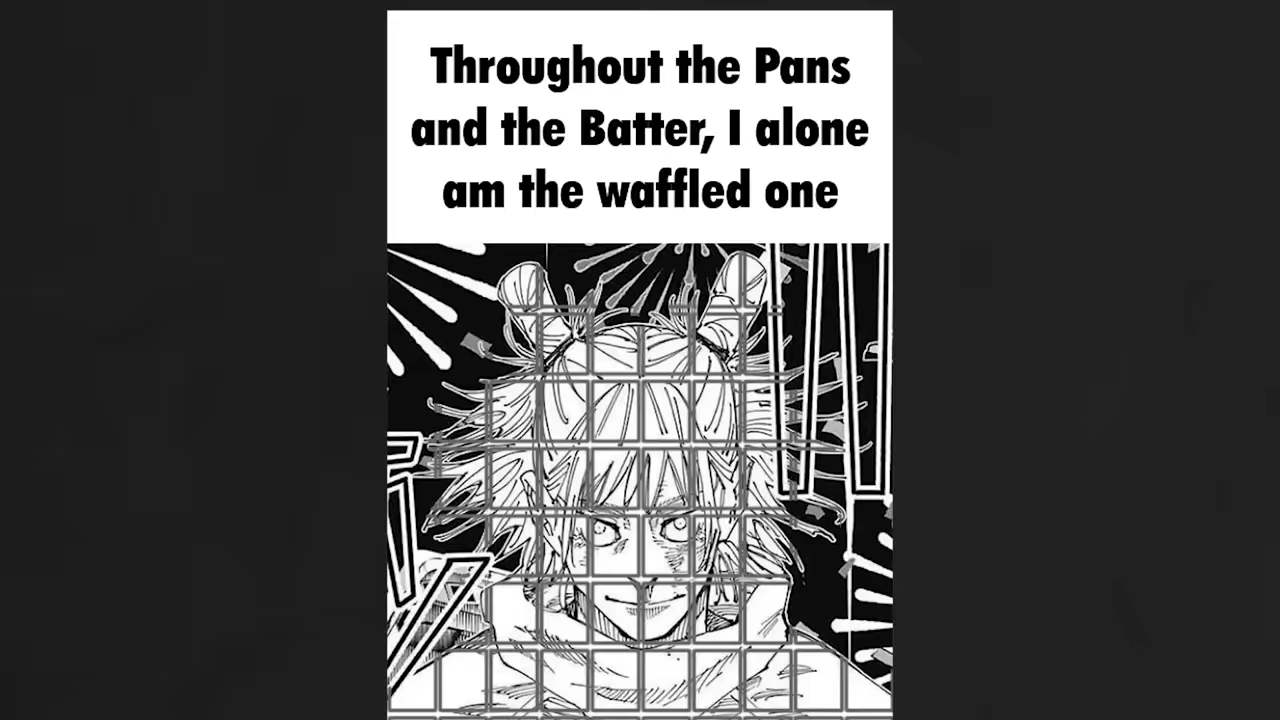 Throughout the Pans
and the Batter, I alone
am the waffled one